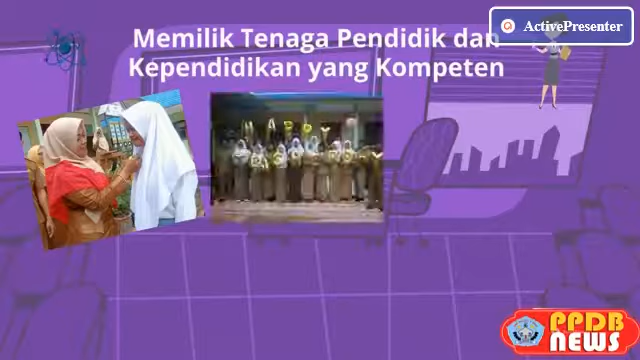 Memilik Tenaga Pendidik dan
Kependidikan yang Kompeten
ActivePresenter
PPDB
NEWS